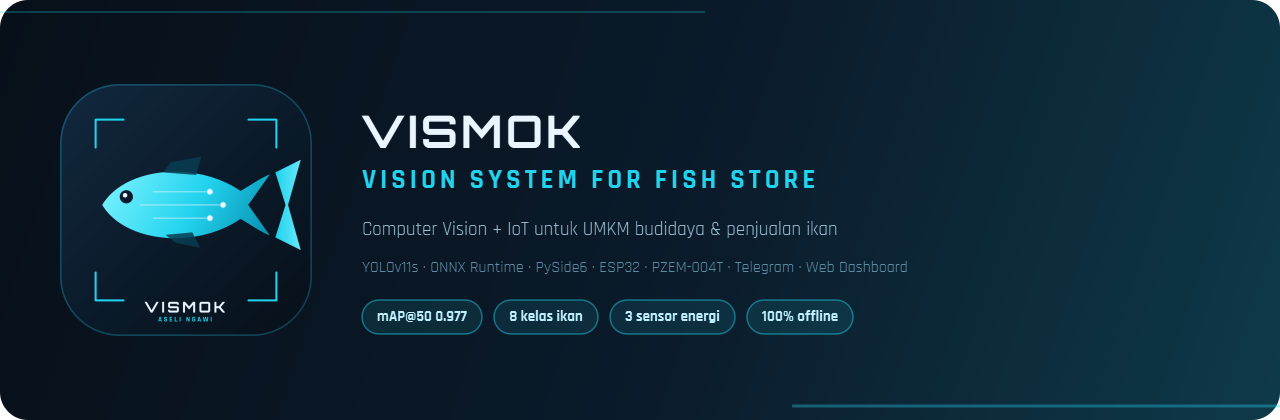 VISMOK
VISION SYSTEM FOR FISH STORE
Computer Vision + IoT untuk UMKM budidaya & penjualan ikan
YOLOv11s · ONNX Runtime · PySide6 · ESP32 · PZEM-004T · Telegram · Web Dashboard
mAP@50 0.977
8 kelas ikan
3 sensor energi
100% offline
VISMOK
ASELI NGAWI